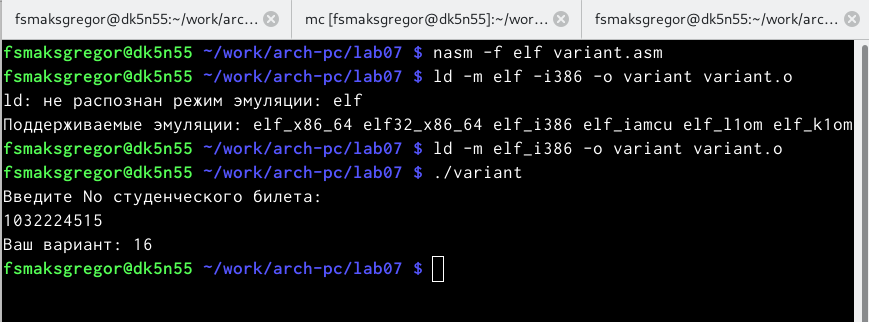 fsmaksgregor@dk5n55:~/work/arc... mc [fsmaksgregor@dk5n55]:~/wor... fsmaksgregor@dk5n55:~/work/arc...
fsmaksgregor@dk5n55 ~/work/arch-pc/lab07 $ nasm -f elf variant.asm
fsmaksgregor@dk5n55 ~/work/arch-pc/lab07 $ ld -m elf -i386 -o variant variant.o
ld: не распознан режим эмуляции: elf
Поддерживаемые эмуляции: elf_x86_64 elf32_x86_64 elf_i386 elf_iamcu elf_l1om elf_k1om
fsmaksgregor@dk5n55 ~/work/arch-pc/lab07 $ ld -m elf_i386 -o variant variant.o
fsmaksgregor@dk5n55 ~/work/arch-pc/lab07 $ ./variant
Введите No студенческого билета:
1032224515
Ваш вариант: 16
fsmaksgregor@dk5n55 ~/work/arch-pc/lab07 $